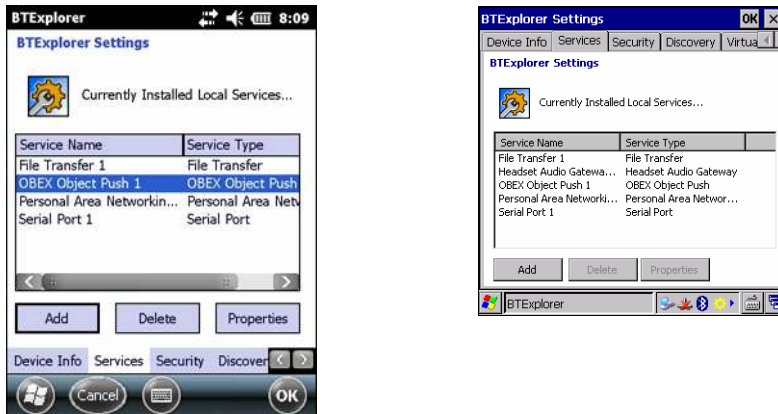 BTExplorer 8:09
BTExplorer Settings
Currently Installed Local Services...
Service Name Service Type
File Transfer 1 File Transfer
OBEX Object Push 1 OBEX Object Push
Personal Area Networkin... Personal Area Netw
Serial Port 1 Serial Port
Add Delete Properties
Device Info Services Security Discover
Cancel OK
BTExplorer Settings OK
Device Info Services Security Discovery Virtua
BTExplorer Settings
Currently Installed Local Services...
Service Name Service Type
File Transfer 1 File Transfer
Headset Audio Gatewa... Headset Audio Gateway
OBEX Object Push 1 OBEX Object Push
Personal Area Networki... Personal Area Networ...
Serial Port 1 Serial Port
Add Delete Properties
BTExplorer